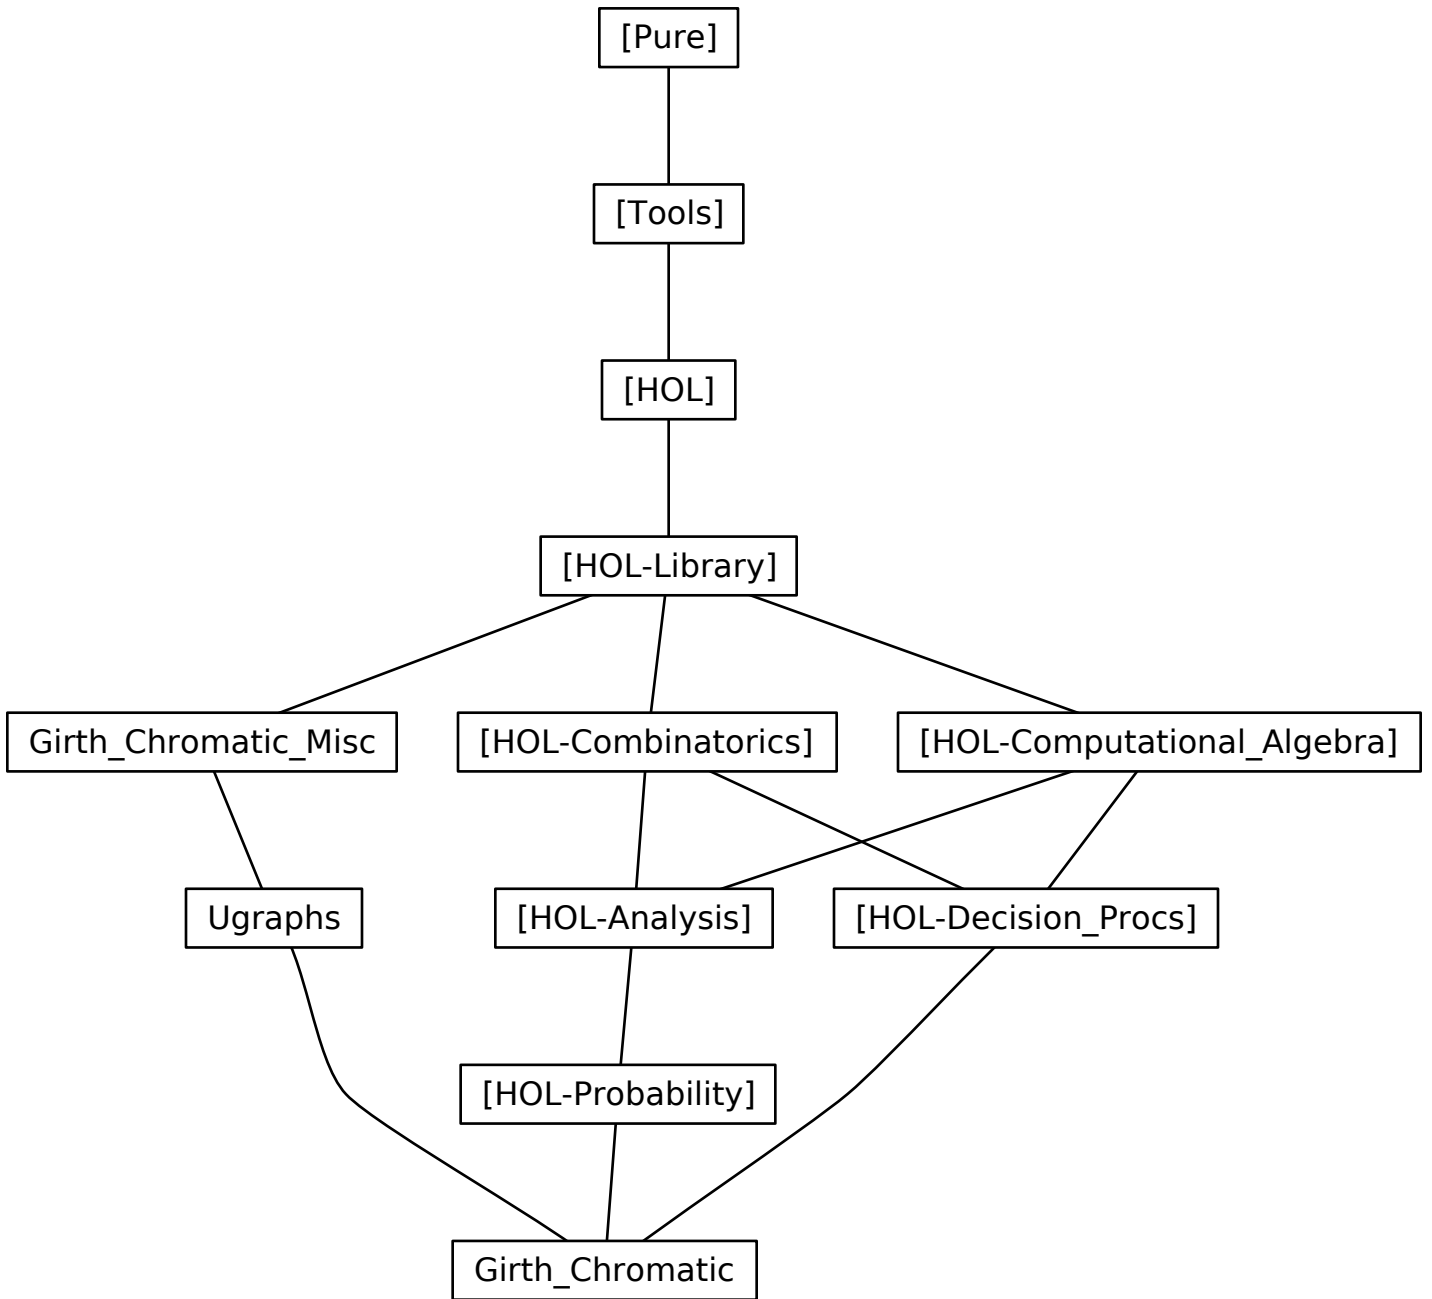 [Pure]
[Tools]
[HOL]
[HOL-Library]
Girth_Chromatic_Misc
[HOL-Combinatorics]
[HOL-Computational_Algebra]
Ugraphs
[HOL-Analysis]
[HOL-Decision_Procs]
[HOL-Probability]
Girth_Chromatic